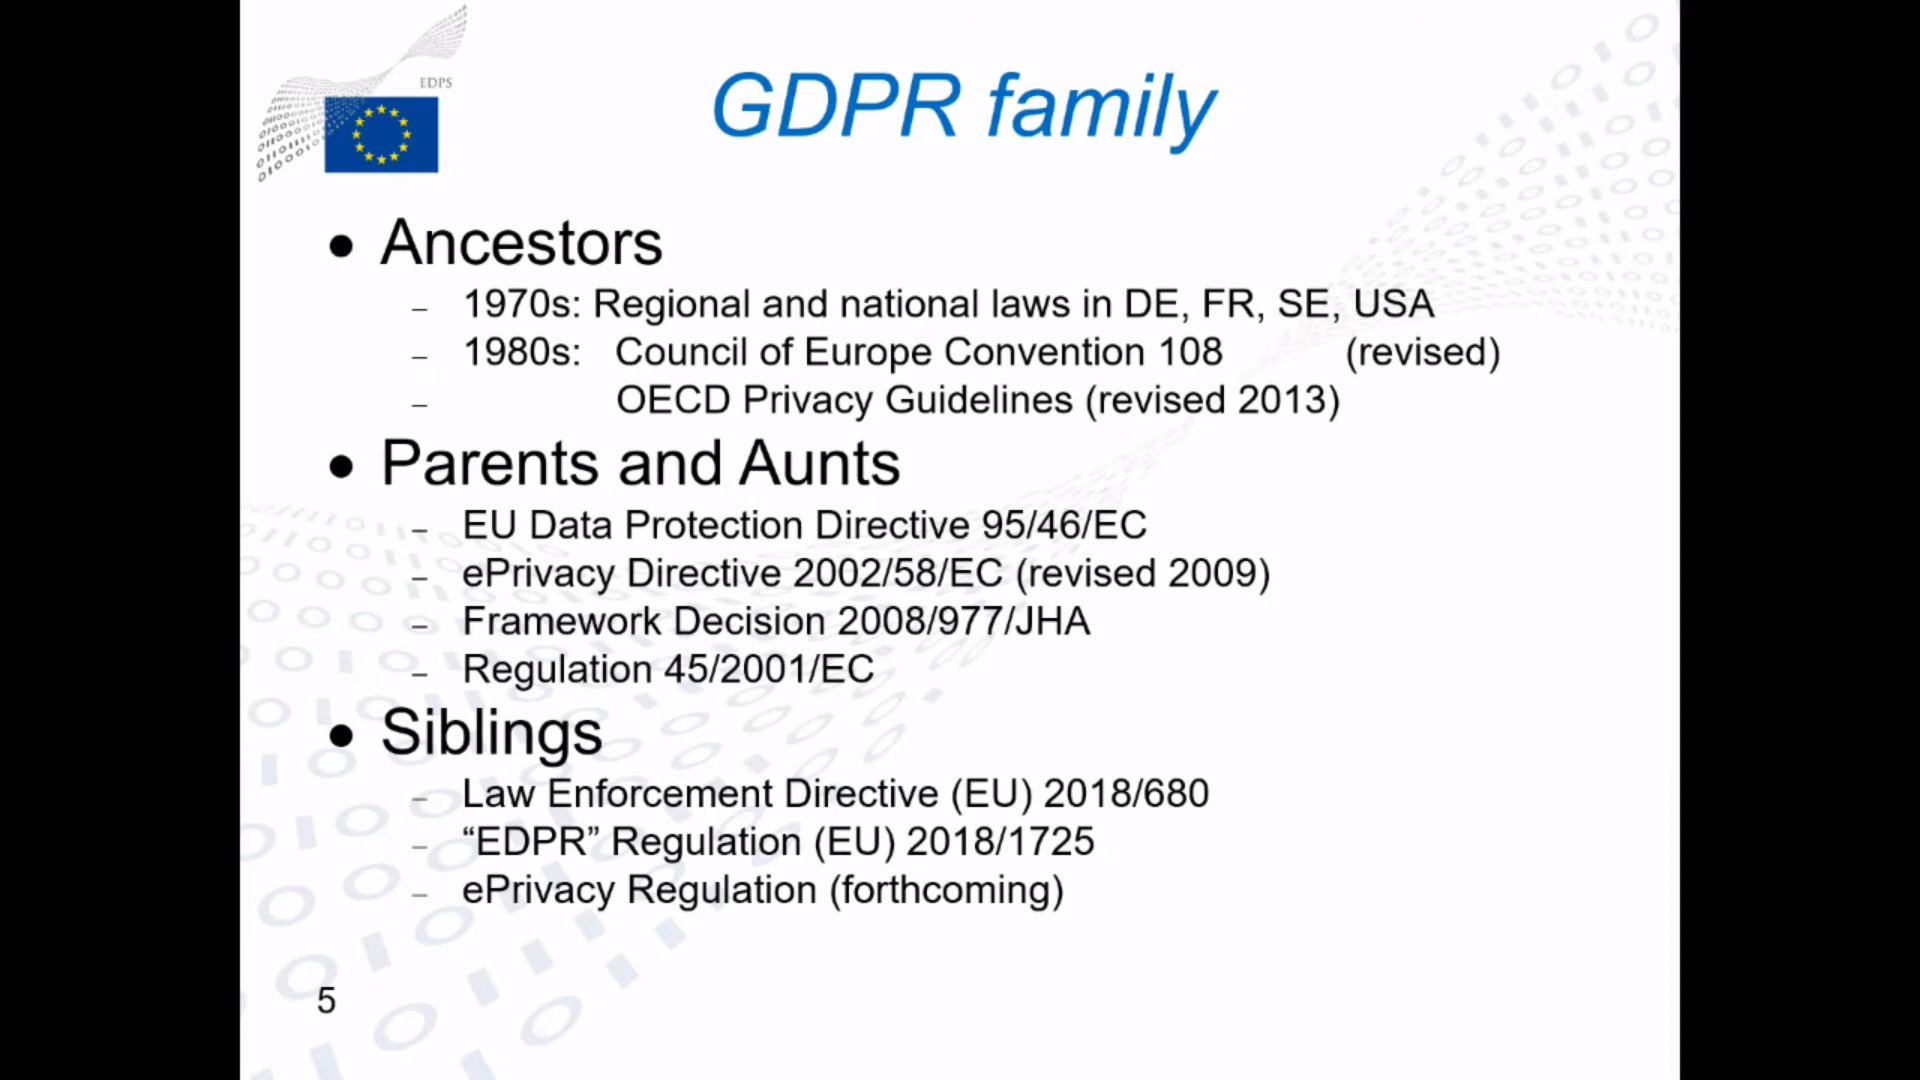 EDPS
GDPR family
• Ancestors
– 1970s: Regional and national laws in DE, FR, SE, USA
– 1980s: Council of Europe Convention 108 (revised)
– OECD Privacy Guidelines (revised 2013)
• Parents and Aunts
– EU Data Protection Directive 95/46/EC
– ePrivacy Directive 2002/58/EC (revised 2009)
– Framework Decision 2008/977/JHA
– Regulation 45/2001/EC
• Siblings
– Law Enforcement Directive (EU) 2018/680
– “EDPR” Regulation (EU) 2018/1725
– ePrivacy Regulation (forthcoming)
5